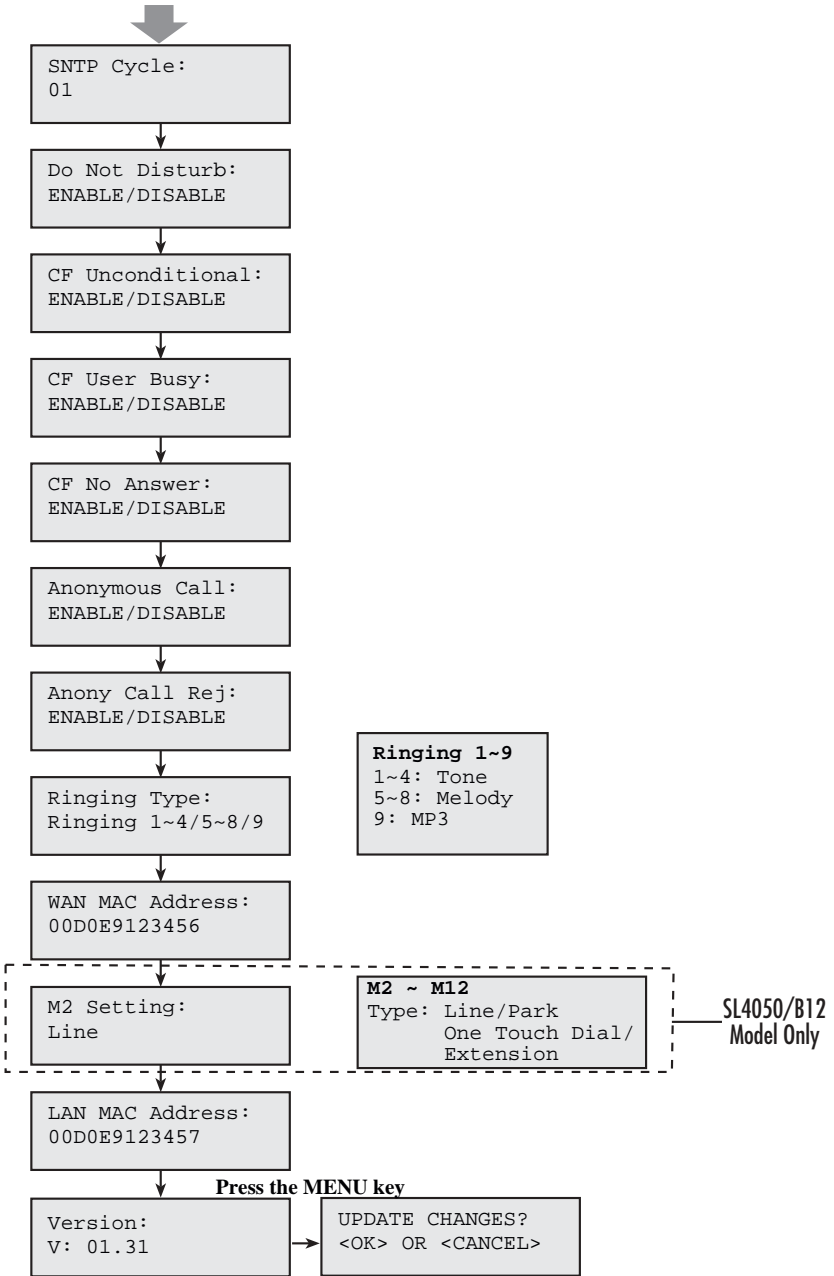 SNTP Cycle:
01
Do Not Disturb:
ENABLE/DISABLE
CF Unconditional:
ENABLE/DISABLE
CF User Busy:
ENABLE/DISABLE
CF No Answer:
ENABLE/DISABLE
Anonymous Call:
ENABLE/DISABLE
Anony Call Rej:
ENABLE/DISABLE
Ringing Type:
Ringing 1~4/5~8/9
Ringing 1~9
1~4: Tone
5~8: Melody
9: MP3
WAN MAC Address:
00D0E9123456
M2 Setting:
Line
M2 ~ M12
Type: Line/Park
One Touch Dial/
Extension
SL4050/B12
Model Only
LAN MAC Address:
00D0E9123457
Press the MENU key
Version:
V: 01.31
UPDATE CHANGES?
<OK> OR <CANCEL>